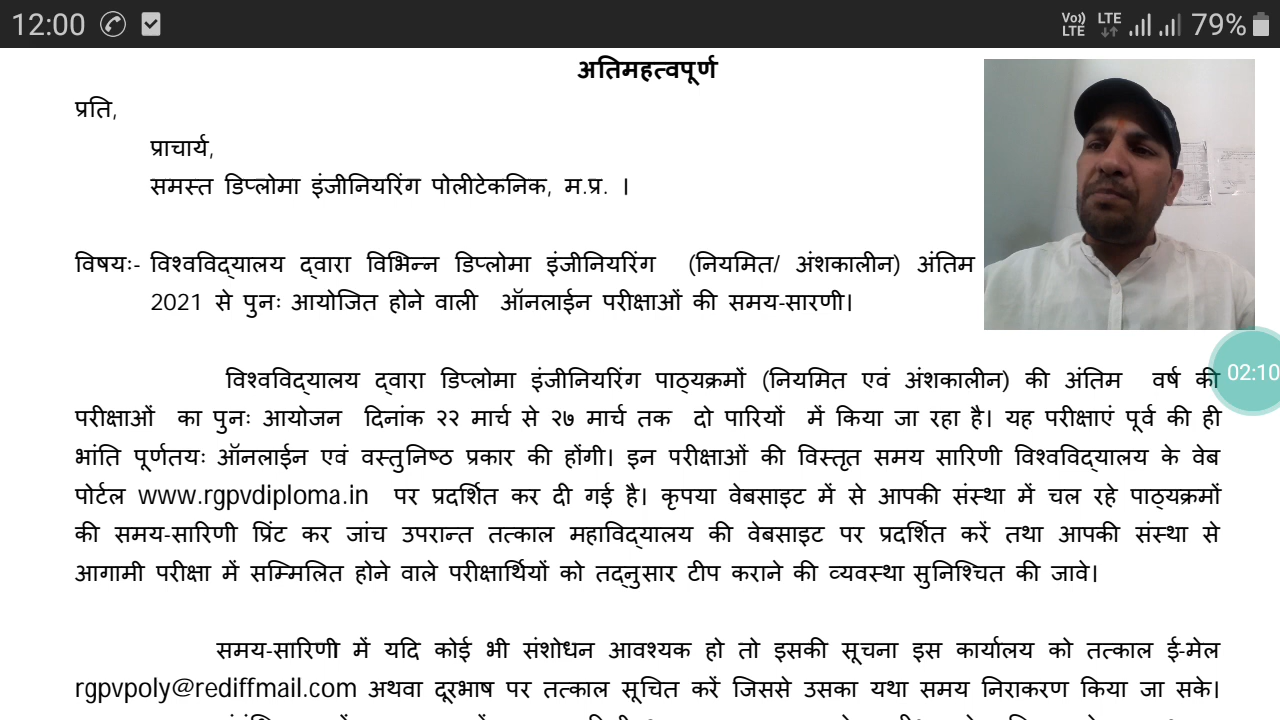 12:00 Vo)) LTE LTE 79%
अतिमहत्वपूर्ण
प्रति,
प्राचार्य,
समस्त डिप्लोमा इंजीनियरिंग पोलीटेकनिक, म.प्र. ।
विषयः- विश्वविद्यालय द्वारा विभिन्न डिप्लोमा इंजीनियरिंग (नियमित/ अंशकालीन) अंतिम
2021 से पुनः आयोजित होने वाली ऑनलाईन परीक्षाओं की समय-सारणी।
02:10
विश्वविद्यालय द्वारा डिप्लोमा इंजीनियरिंग पाठ्यक्रमों (नियमित एवं अंशकालीन) की अंतिम वर्ष की
परीक्षाओं का पुनः आयोजन दिनांक २२ मार्च से २७ मार्च तक दो पारियों में किया जा रहा है। यह परीक्षाएं पूर्व की ही
भांति पूर्णतयः ऑनलाईन एवं वस्तुनिष्ठ प्रकार की होंगी। इन परीक्षाओं की विस्तृत समय सारिणी विश्वविद्यालय के वेब
पोर्टल www.rgpvdiploma.in पर प्रदर्शित कर दी गई है। कृपया वेबसाइट में से आपकी संस्था में चल रहे पाठ्यक्रमों
की समय-सारिणी प्रिंट कर जांच उपरान्त तत्काल महाविद्यालय की वेबसाइट पर प्रदर्शित करें तथा आपकी संस्था से
आगामी परीक्षा में सम्मिलित होने वाले परीक्षार्थियों को तद्नुसार टीप कराने की व्यवस्था सुनिश्चित की जावे।
समय-सारिणी में यदि कोई भी संशोधन आवश्यक हो तो इसकी सूचना इस कार्यालय को तत्काल ई-मेल
rgpvpoly@rediffmail.com अथवा दूरभाष पर तत्काल सूचित करें जिससे उसका यथा समय निराकरण किया जा सके।